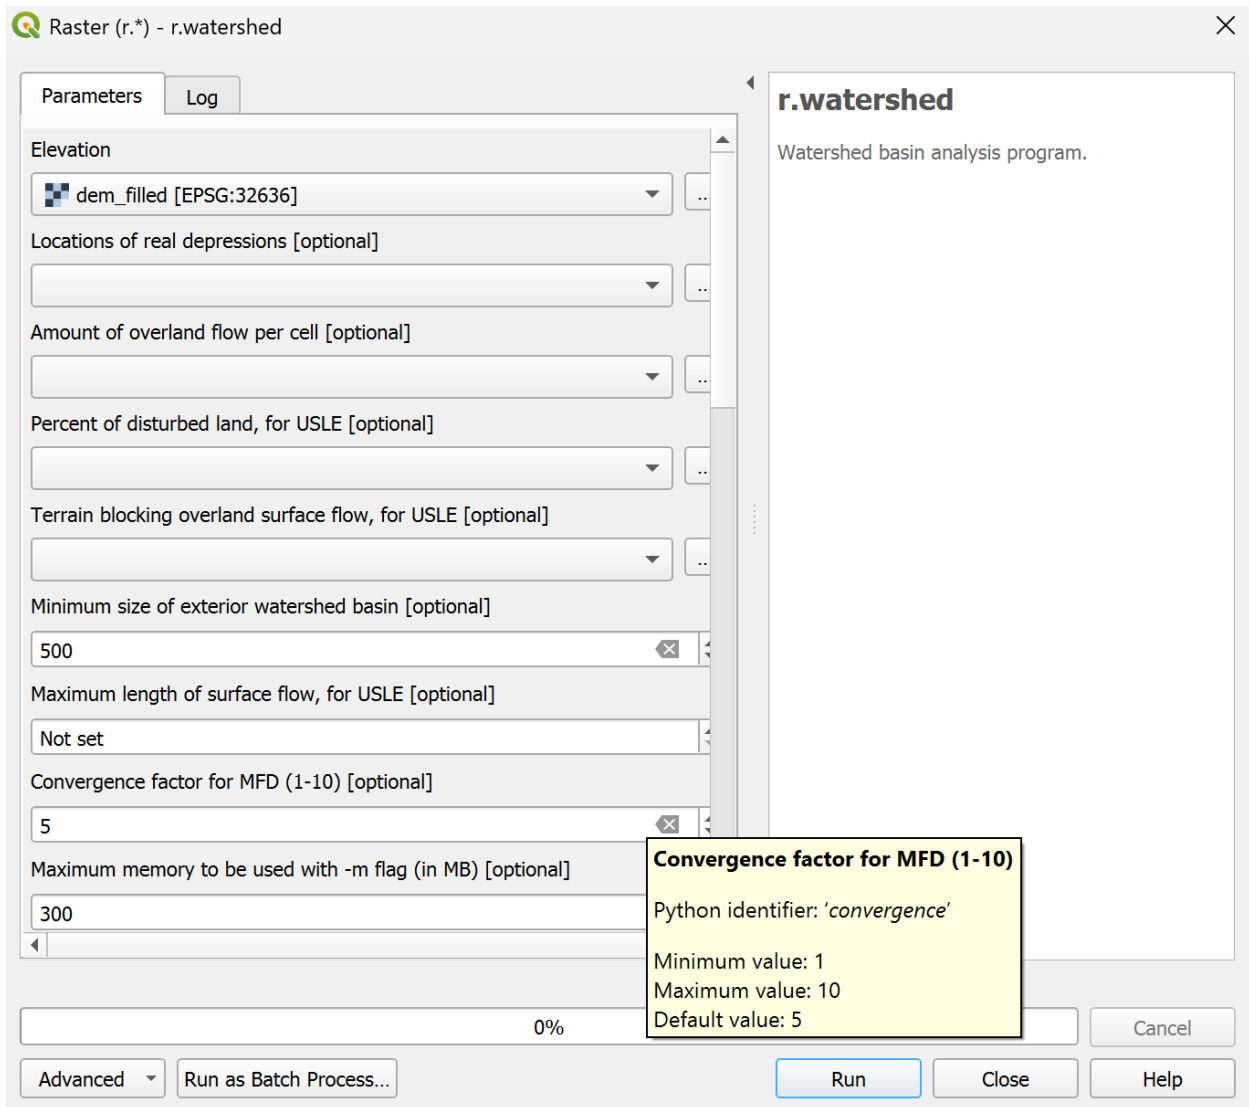 Raster (r.*) - r.watershed
Parameters
Log
Elevation
dem_filled [EPSG:32636]
..
Locations of real depressions [optional]
..
Amount of overland flow per cell [optional]
..
Percent of disturbed land, for USLE [optional]
..
Terrain blocking overland surface flow, for USLE [optional]
..
Minimum size of exterior watershed basin [optional]
500
Maximum length of surface flow, for USLE [optional]
Not set
Convergence factor for MFD (1-10) [optional]
5
Maximum memory to be used with -m flag (in MB) [optional]
300
r.watershed
Watershed basin analysis program.
Convergence factor for MFD (1-10)
Python identifier: 'convergence'
Minimum value: 1
Maximum value: 10
Default value: 5
0%
Cancel
Advanced
Run as Batch Process...
Run
Close
Help